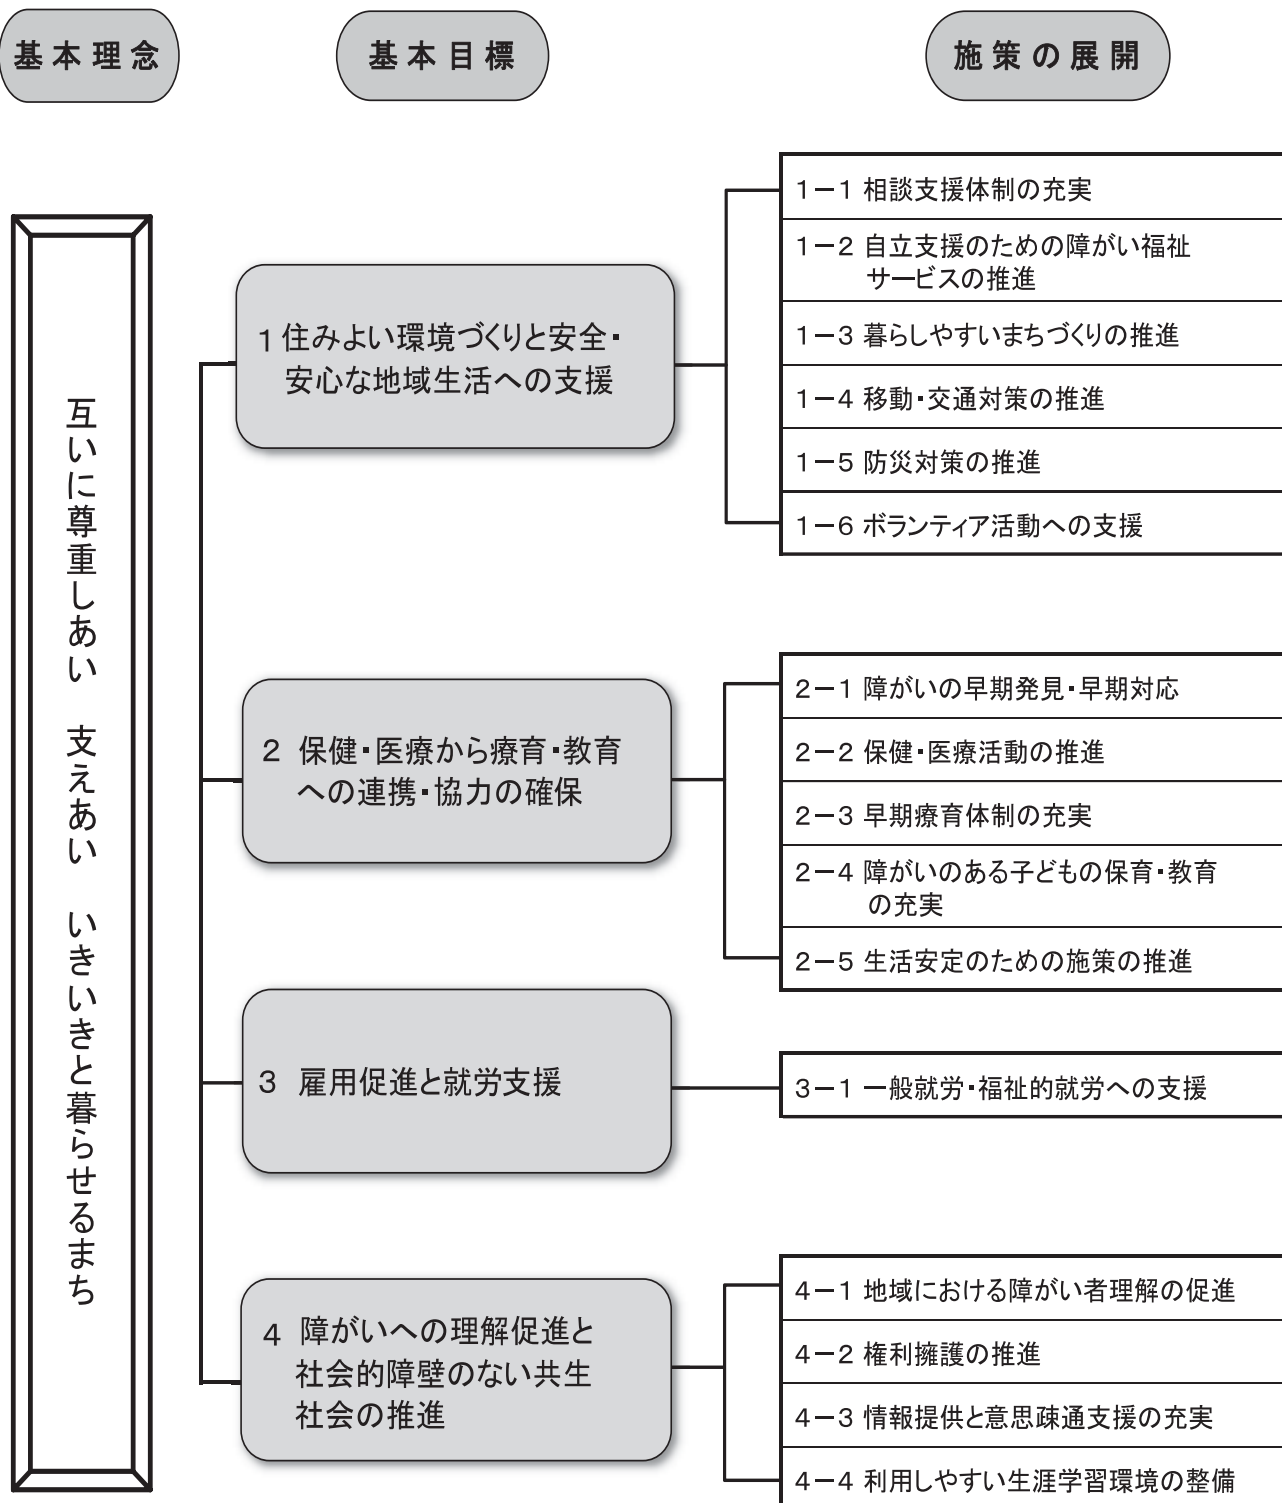 基本理念
基本目標
施策の展開
互いに尊重しあい 支えあい いきいきと暮らせるまち
1 住みよい環境づくりと安全・
安心な地域生活への支援
1－1 相談支援体制の充実
1－2 自立支援のための障がい福祉
サービスの推進
1－3 暮らしやすいまちづくりの推進
1－4 移動・交通対策の推進
1－5 防災対策の推進
1－6 ボランティア活動への支援
2 保健・医療から療育・教育
への連携・協力の確保
2－1 障がいの早期発見・早期対応
2－2 保健・医療活動の推進
2－3 早期療育体制の充実
2－4 障がいのある子どもの保育・教育
の充実
2－5 生活安定のための施策の推進
3 雇用促進と就労支援
3－1 一般就労・福祉的就労への支援
4 障がいへの理解促進と
社会的障壁のない共生
社会の推進
4－1 地域における障がい者理解の促進
4－2 権利擁護の推進
4－3 情報提供と意思疎通支援の充実
4－4 利用しやすい生涯学習環境の整備